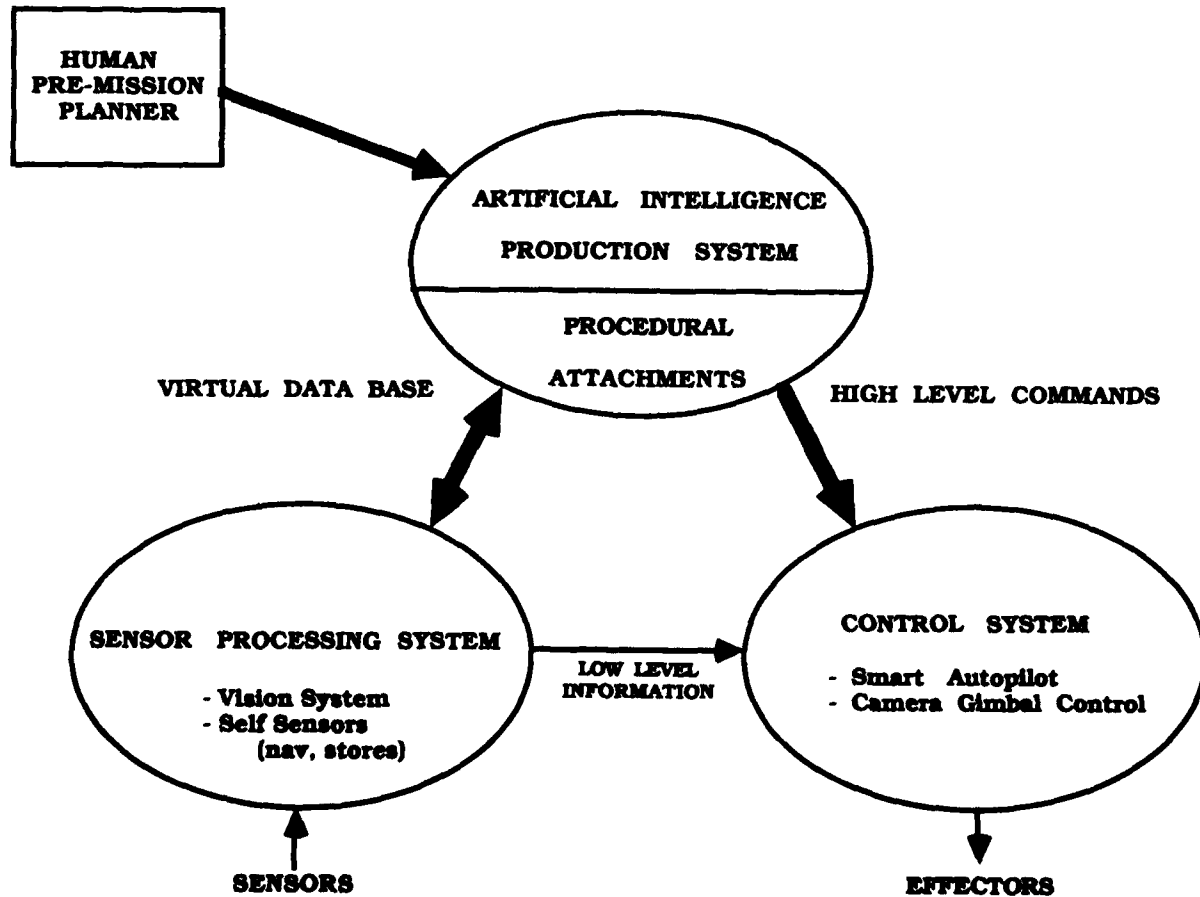 HUMAN
PRE-MISSION
PLANNER
ARTIFICIAL INTELLIGENCE
PRODUCTION SYSTEM
PROCEDURAL
ATTACHMENTS
VIRTUAL DATA BASE
HIGH LEVEL COMMANDS
SENSOR PROCESSING SYSTEM
- Vision System
- Self Sensors
(nav, stores)
LOW LEVEL
INFORMATION
CONTROL SYSTEM
- Smart Autopilot
- Camera Gimbal Control
SENSORS
EFFECTORS